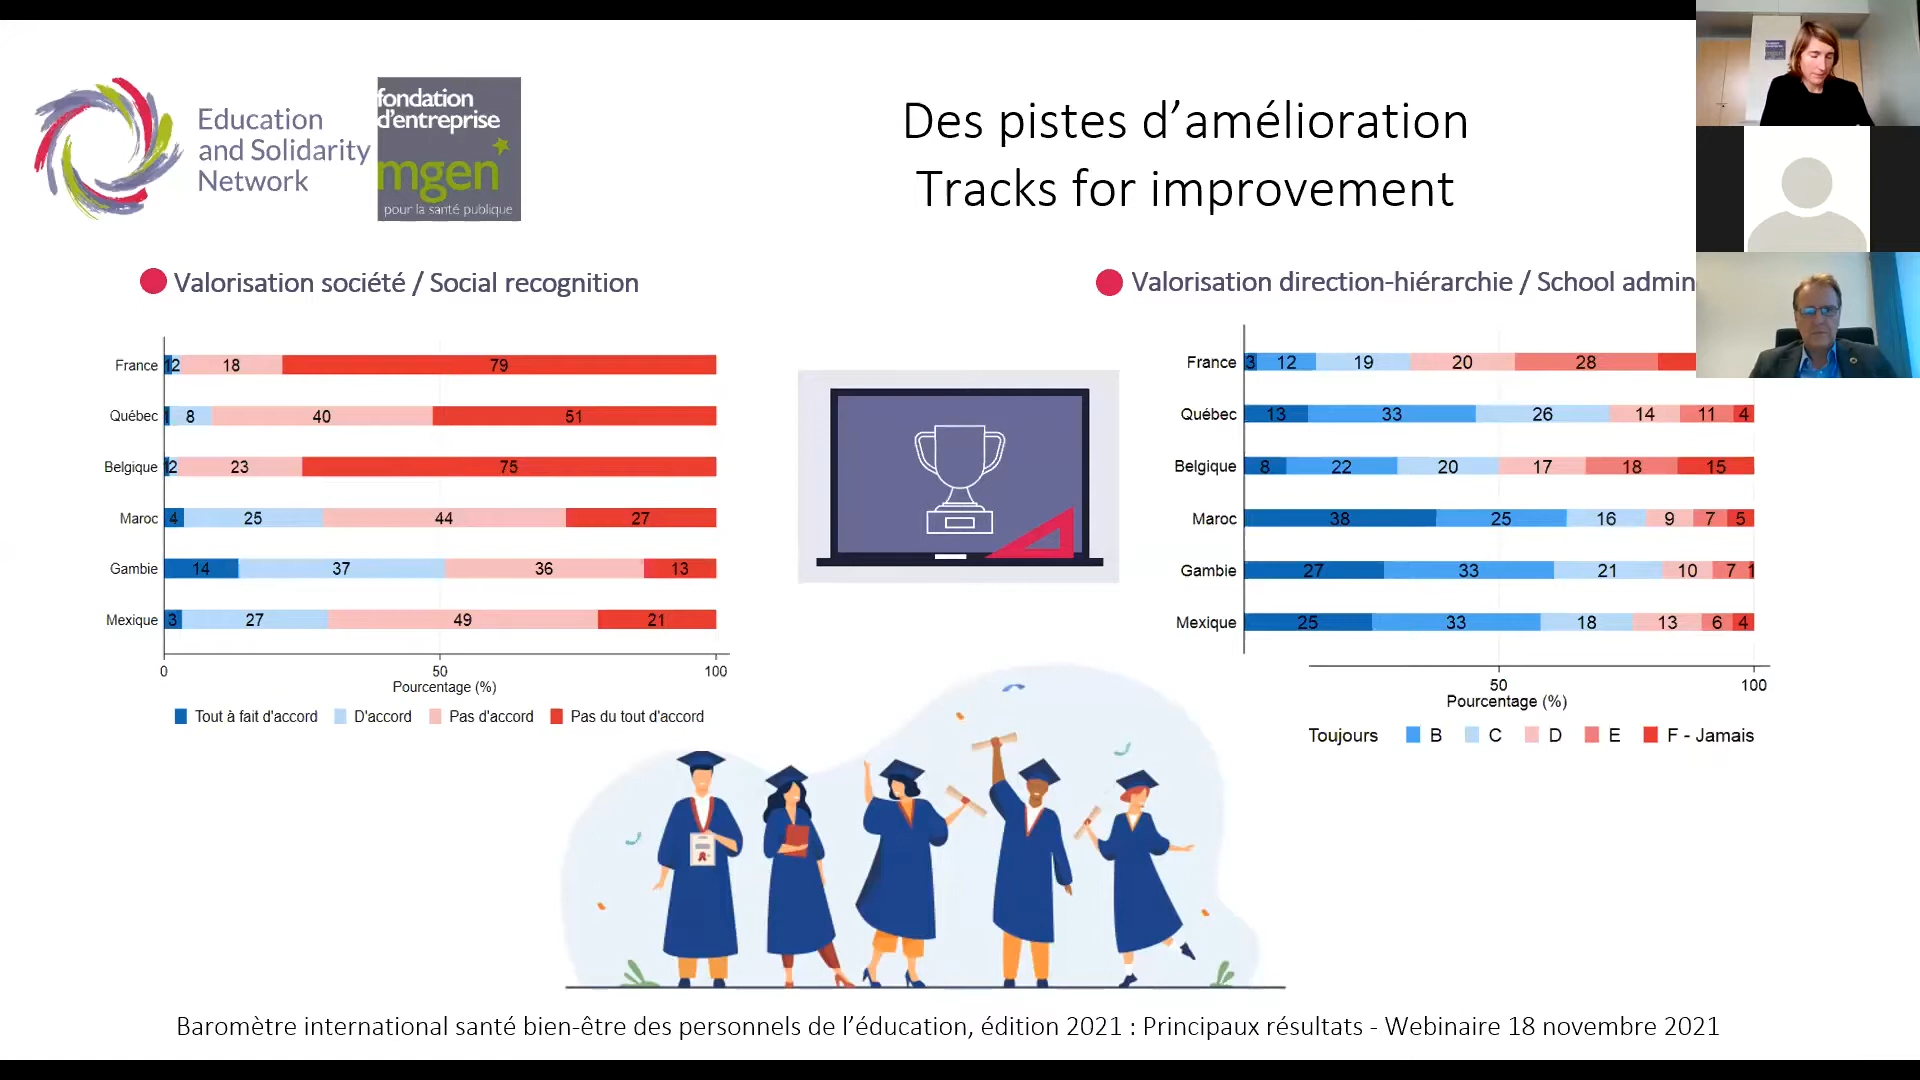 Education
and Solidarity
Network
fondation
d'entreprise
mgen
pour la santé publique
Des pistes d'amélioration
Tracks for improvement
Valorisation société / Social recognition
France 12 18 79
Québec 1 8 40 51
Belgique 12 23 75
Maroc 4 25 44 27
Gambie 14 37 36 13
Mexique 3 27 49 21
0 50 100
Pourcentage (%)
Tout à fait d'accord D'accord Pas d'accord Pas du tout d'accord
Valorisation direction-hiérarchie / School admin
France 3 12 19 20 28
Québec 13 33 26 14 11 4
Belgique 8 22 20 17 18 15
Maroc 38 25 16 9 7 5
Gambie 27 33 21 10 7 1
Mexique 25 33 18 13 6 4
50 100
Pourcentage (%)
Toujours B C D E F - Jamais
Baromètre international santé bien-être des personnels de l'éducation, édition 2021 : Principaux résultats - Webinaire 18 novembre 2021